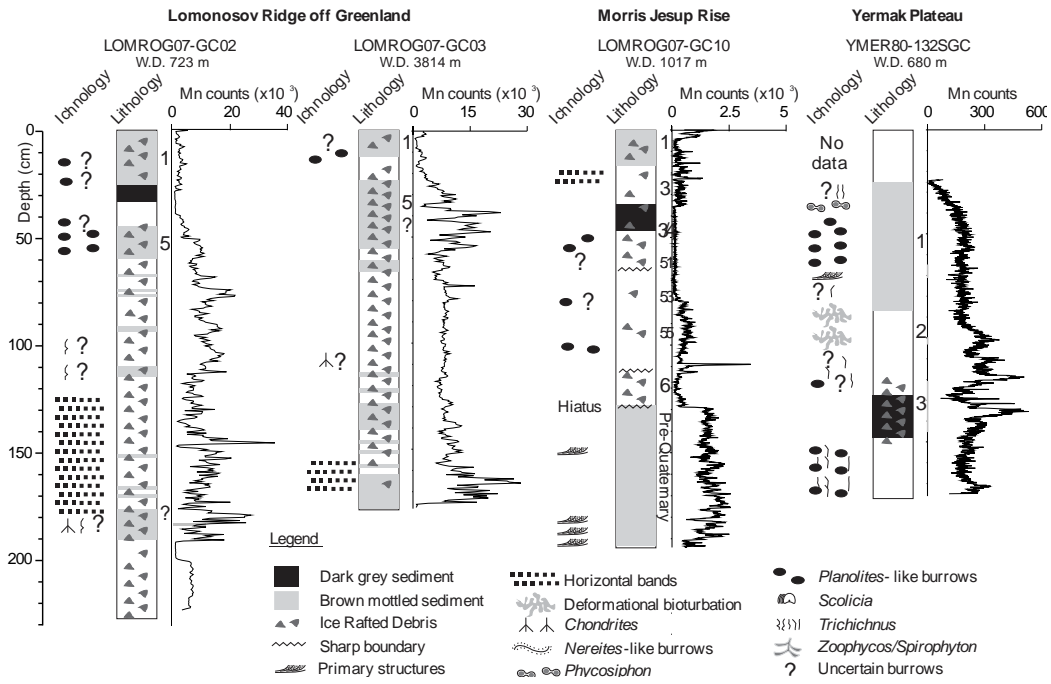 Lomonosov Ridge off Greenland
Morris Jesup Rise
Yermak Plateau
LOMROG07-GC02
W.D. 723 m
LOMROG07-GC03
W.D. 3814 m
LOMROG07-GC10
W.D. 1017 m
YMER80-132SGC
W.D. 680 m
Ichnology
Lithology
Mn counts (x10 3)
0 20 40
Ichnology
Lithology
Mn counts (x10 3)
0 15 30
Ichnology
Lithology
Mn counts (x10 3)
0 2.5 5
Ichnology
Lithology
Mn counts
0 300 600
Depth (cm)
0
50
100
150
200
?
?
?
?
?
?
1
5
?
?
?
1
5
?
?
Hiatus
?
1
3
3/4
51
53
55
6
Pre-Quaternary
No
data
?
?
?
?
1
2
3
Legend
Dark grey sediment
Brown mottled sediment
Ice Rafted Debris
Sharp boundary
Primary structures
Horizontal bands
Deformational bioturbation
Chondrites
Nereites-like burrows
Phycosiphon
Planolites- like burrows
Scolicia
Trichichnus
Zoophycos/Spirophyton
? Uncertain burrows